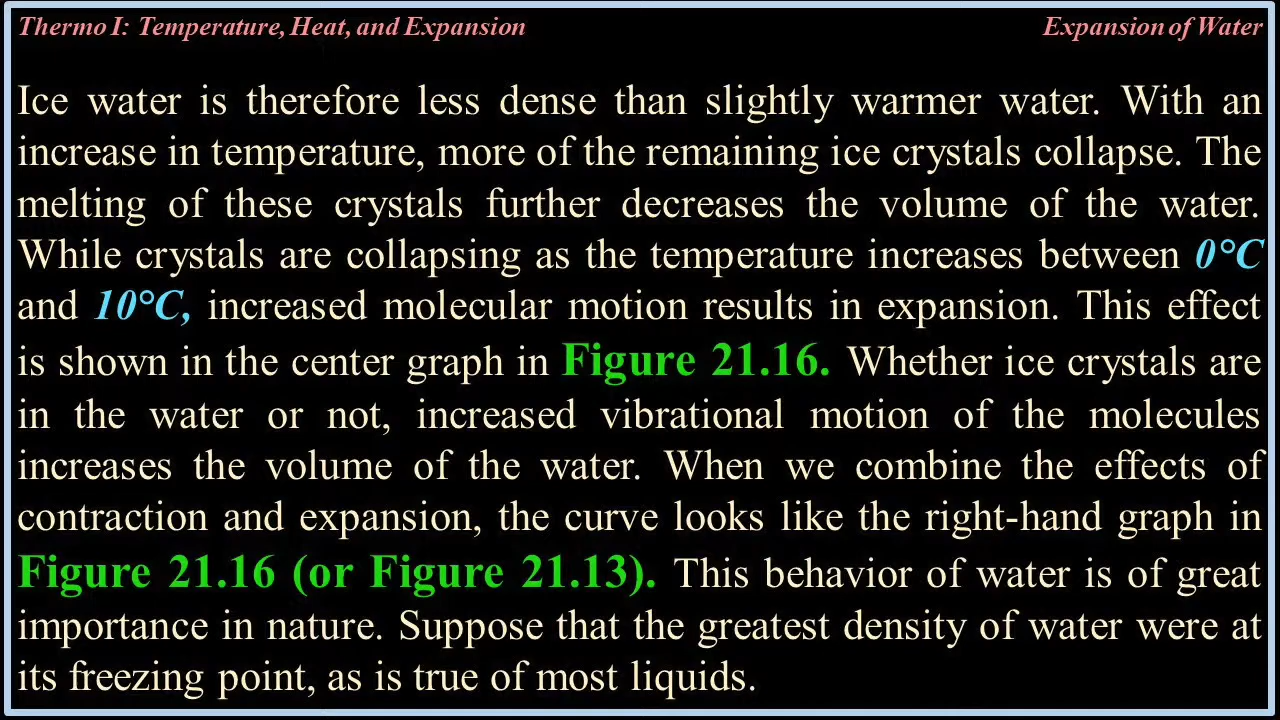 Thermo I: Temperature, Heat, and Expansion Expansion of Water
Ice water is therefore less dense than slightly warmer water. With an
increase in temperature, more of the remaining ice crystals collapse. The
melting of these crystals further decreases the volume of the water.
While crystals are collapsing as the temperature increases between 0°C
and 10°C, increased molecular motion results in expansion. This effect
is shown in the center graph in Figure 21.16. Whether ice crystals are
in the water or not, increased vibrational motion of the molecules
increases the volume of the water. When we combine the effects of
contraction and expansion, the curve looks like the right-hand graph in
Figure 21.16 (or Figure 21.13). This behavior of water is of great
importance in nature. Suppose that the greatest density of water were at
its freezing point, as is true of most liquids.